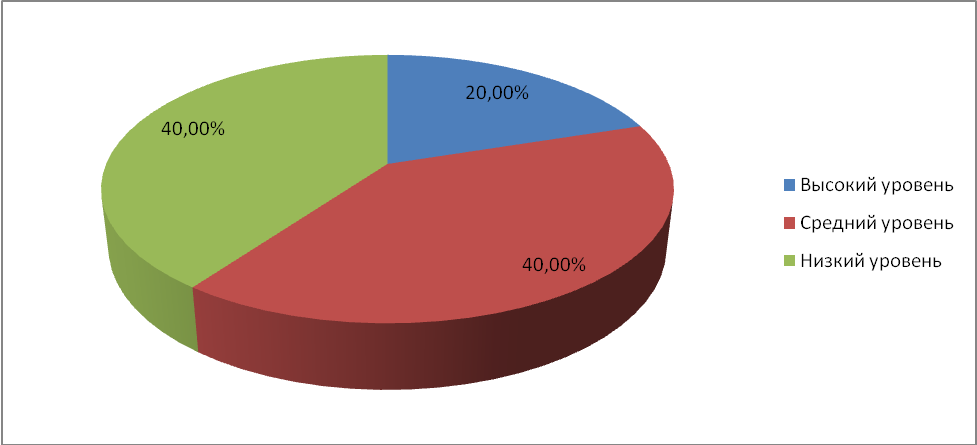 20,00%
40,00%
40,00%
Высокий уровень
Средний уровень
Низкий уровень